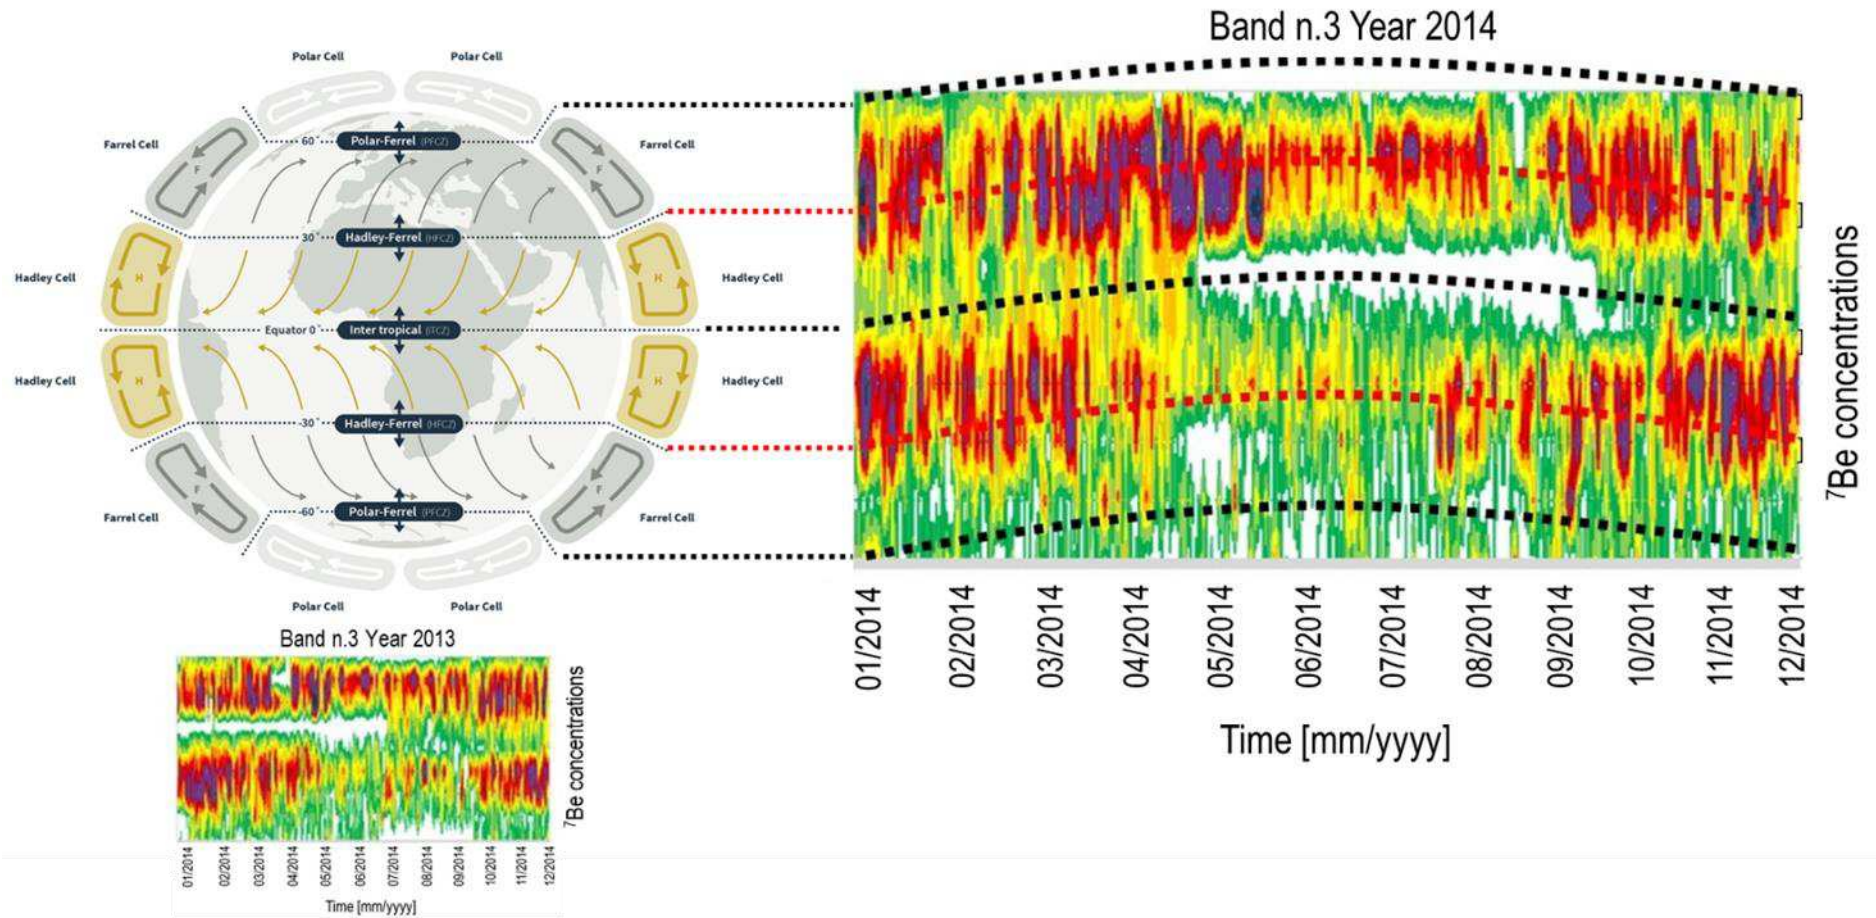 Band n.3 Year 2014
Polar Cell
Polar Cell
Farrel Cell
60°
Polar-Ferrel (PFCZ)
Farrel Cell
F
F
30°
Hadley-Ferrel (HFCZ)
Hadley Cell
H
H
Hadley Cell
Equator 0°
Inter tropical (ITCZ)
Hadley Cell
H
H
Hadley Cell
-30°
Hadley-Ferrel (HFCZ)
F
F
Farrel Cell
-60°
Polar-Ferrel (PFCZ)
Farrel Cell
Polar Cell
Polar Cell
7Be concentrations
01/2014
02/2014
03/2014
04/2014
05/2014
06/2014
07/2014
08/2014
09/2014
10/2014
11/2014
12/2014
Time [mm/yyyy]
Band n.3 Year 2013
7Be concentrations
01/2014
02/2014
03/2014
04/2014
05/2014
06/2014
07/2014
08/2014
09/2014
10/2014
11/2014
12/2014
Time [mm/yyyy]